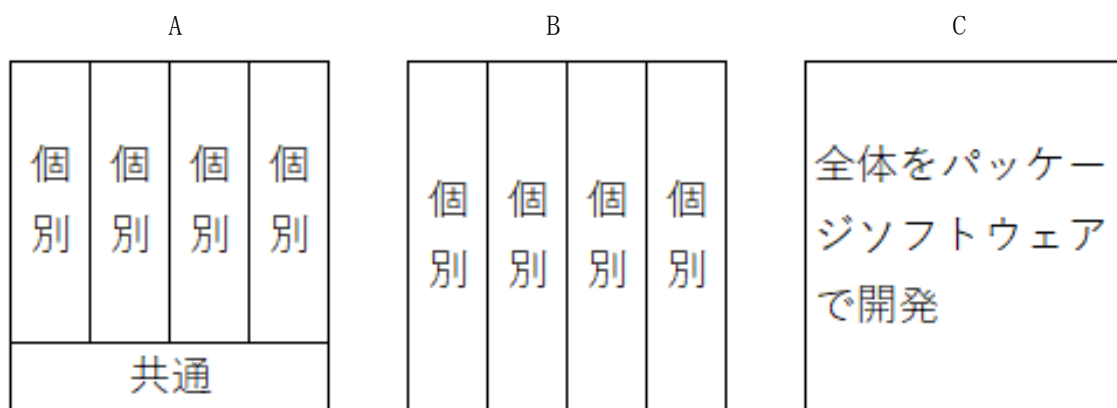 A B C
個別 個別 個別 個別
共通
個別 個別 個別 個別
全体をパッケー
ジソフトウェア
で開発